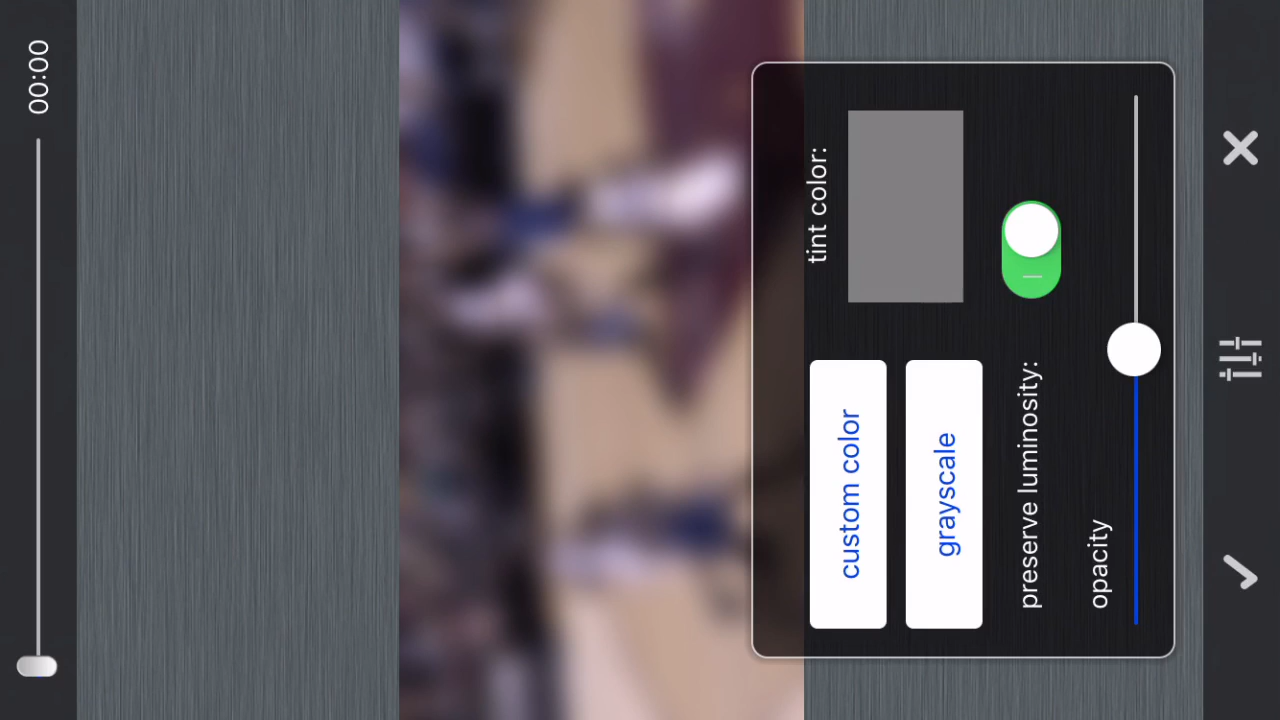 00:00
tint color:
custom color
grayscale
preserve luminosity:
opacity